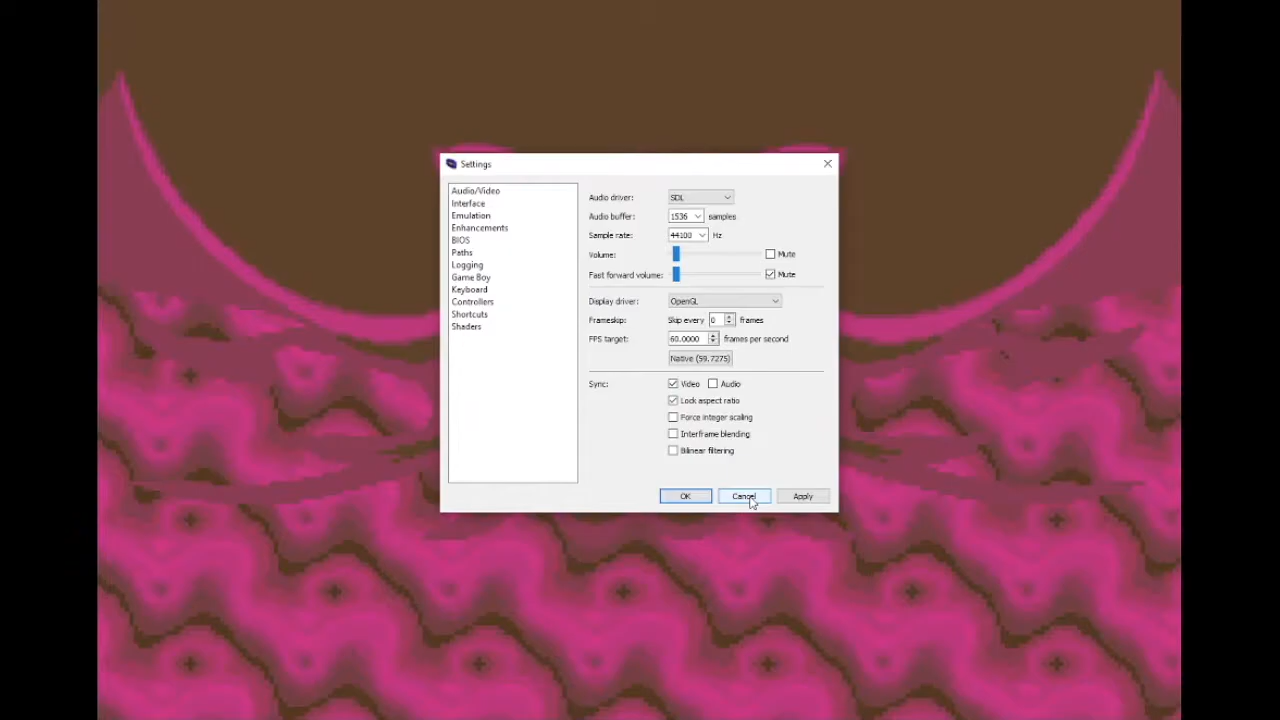 Settings
Audio/Video
Interface
Emulation
Enhancements
BIOS
Paths
Logging
Game Boy
Keyboard
Controllers
Shortcuts
Shaders
Audio driver: SDL
Audio buffer: 1536 samples
Sample rate: 44100 Hz
Volume: Mute
Fast forward volume: Mute
Display driver: OpenGL
Frameskip: Skip every 0 frames
FPS target: 60.0000 frames per second
Native (59.7275)
Sync: Video Audio
Lock aspect ratio
Force integer scaling
Interframe blending
Bilinear filtering
OK Cancel Apply